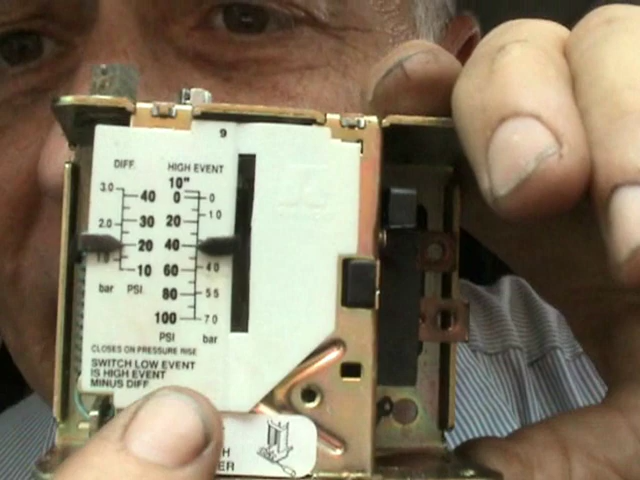 9
DIFF. HIGH EVENT
3.0 40 10" 0 0
2.0 30 20 1.0
20 40
10 60 4.0
bar PSI 80 5.5
100 7.0
PSI bar
CLOSES ON PRESSURE RISE
SWITCH LOW EVENT
IS HIGH EVENT
MINUS DIFF